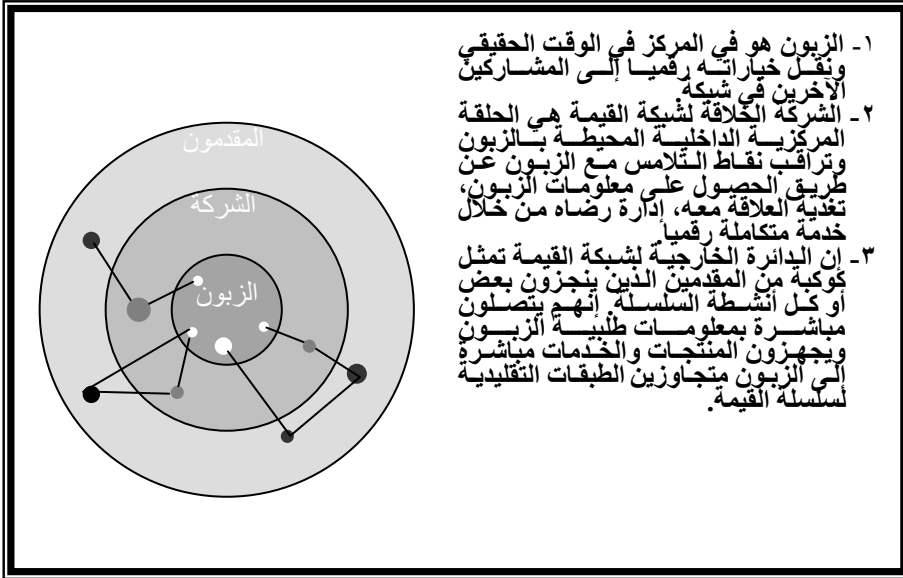 ١- الزبون هو في المركز في الوقت الحقيقي
ونقل خياراته رقميا إلى المشاركين
الآخرين في شبكة.
٢- الشركة الخلاقة لشبكة القيمة هي الحلقة
المركزية الداخلية المحيطة بالزبون
وتراقب نقاط التلامس مع الزبون عن
طريق الحصول على معلومات الزبون،
تغذية العلاقة معه، إدارة رضاه من خلال
خدمة متكاملة رقميا.
٣- إن الدائرة الخارجية لشبكة القيمة تمثل
كوكبة من المقدمين الذين ينجزون بعض
أو كل أنشطة السلسلة. إنهم يتصلون
مباشرة بمعلومات طلبية الزبون
ويجهزون المنتجات والخدمات مباشرة
إلى الزبون متجاوزين الطبقات التقليدية
لسلسلة القيمة.
المقدمون
الشركة
الزبون